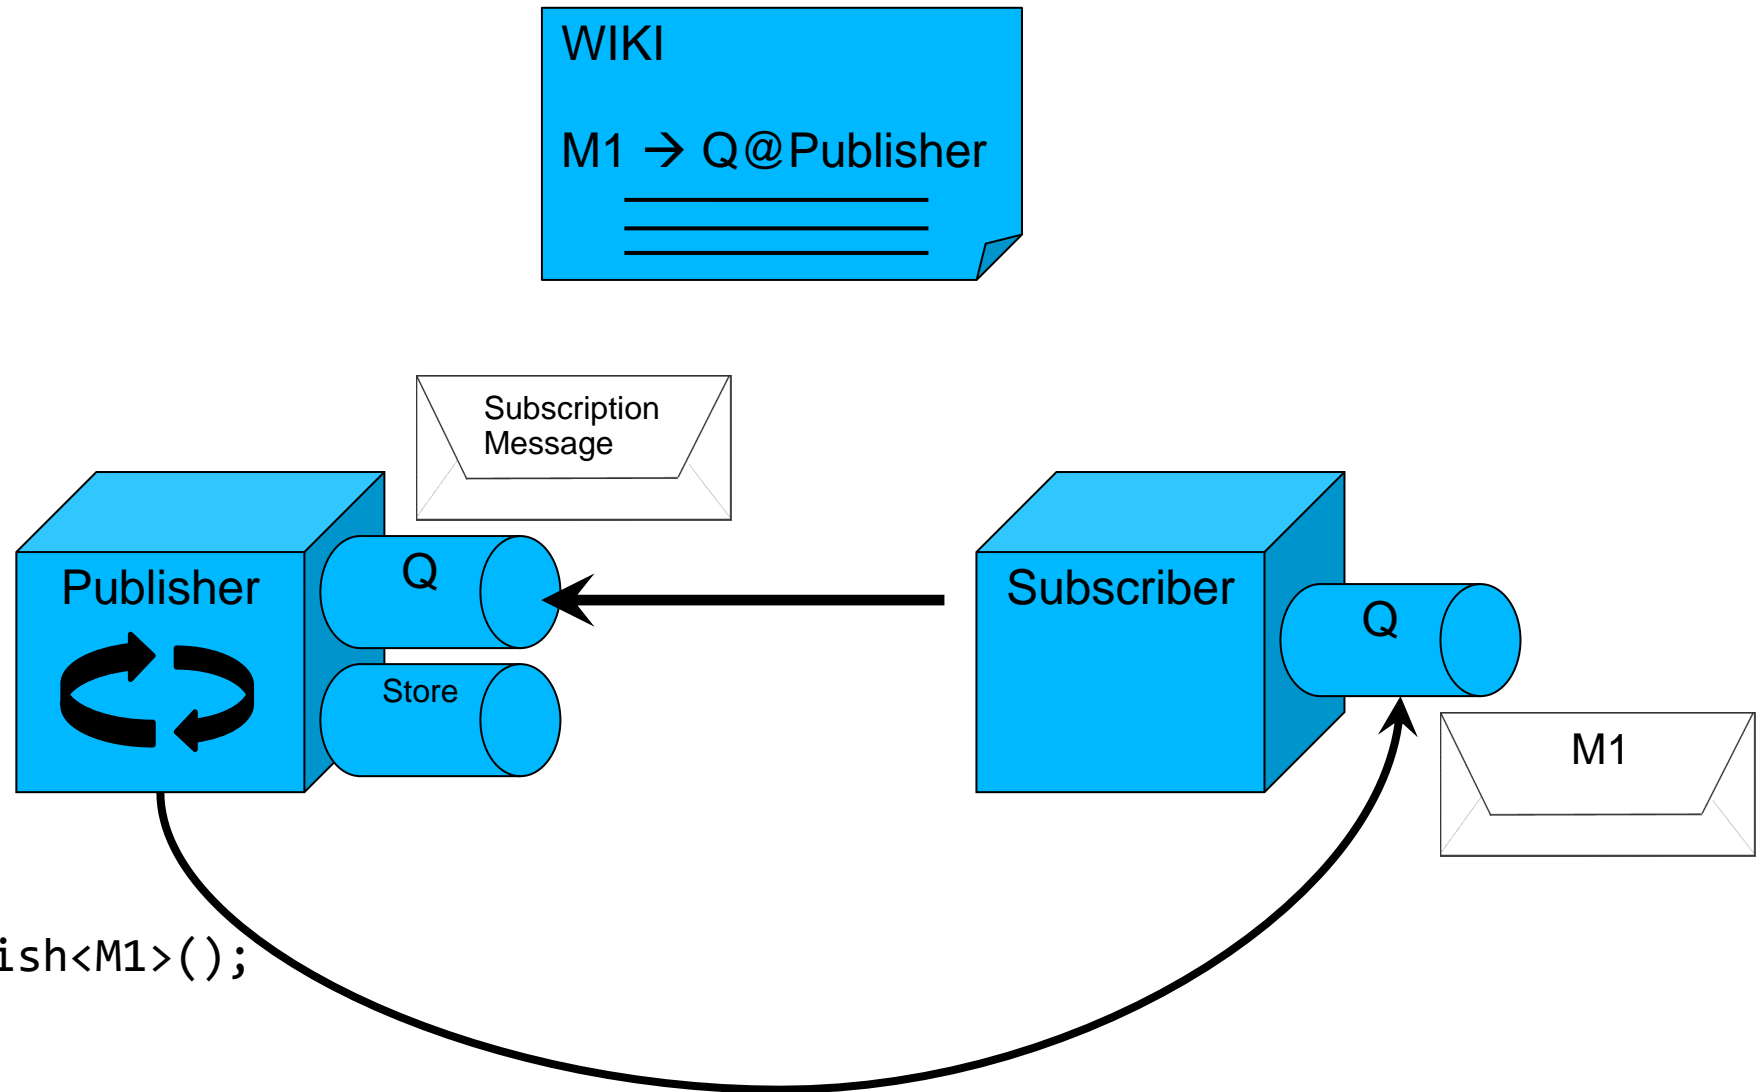 WIKI
M1 → Q@Publisher
Subscription
Message
Publisher
Q
Store
Subscriber
Q
M1
ish<M1>();